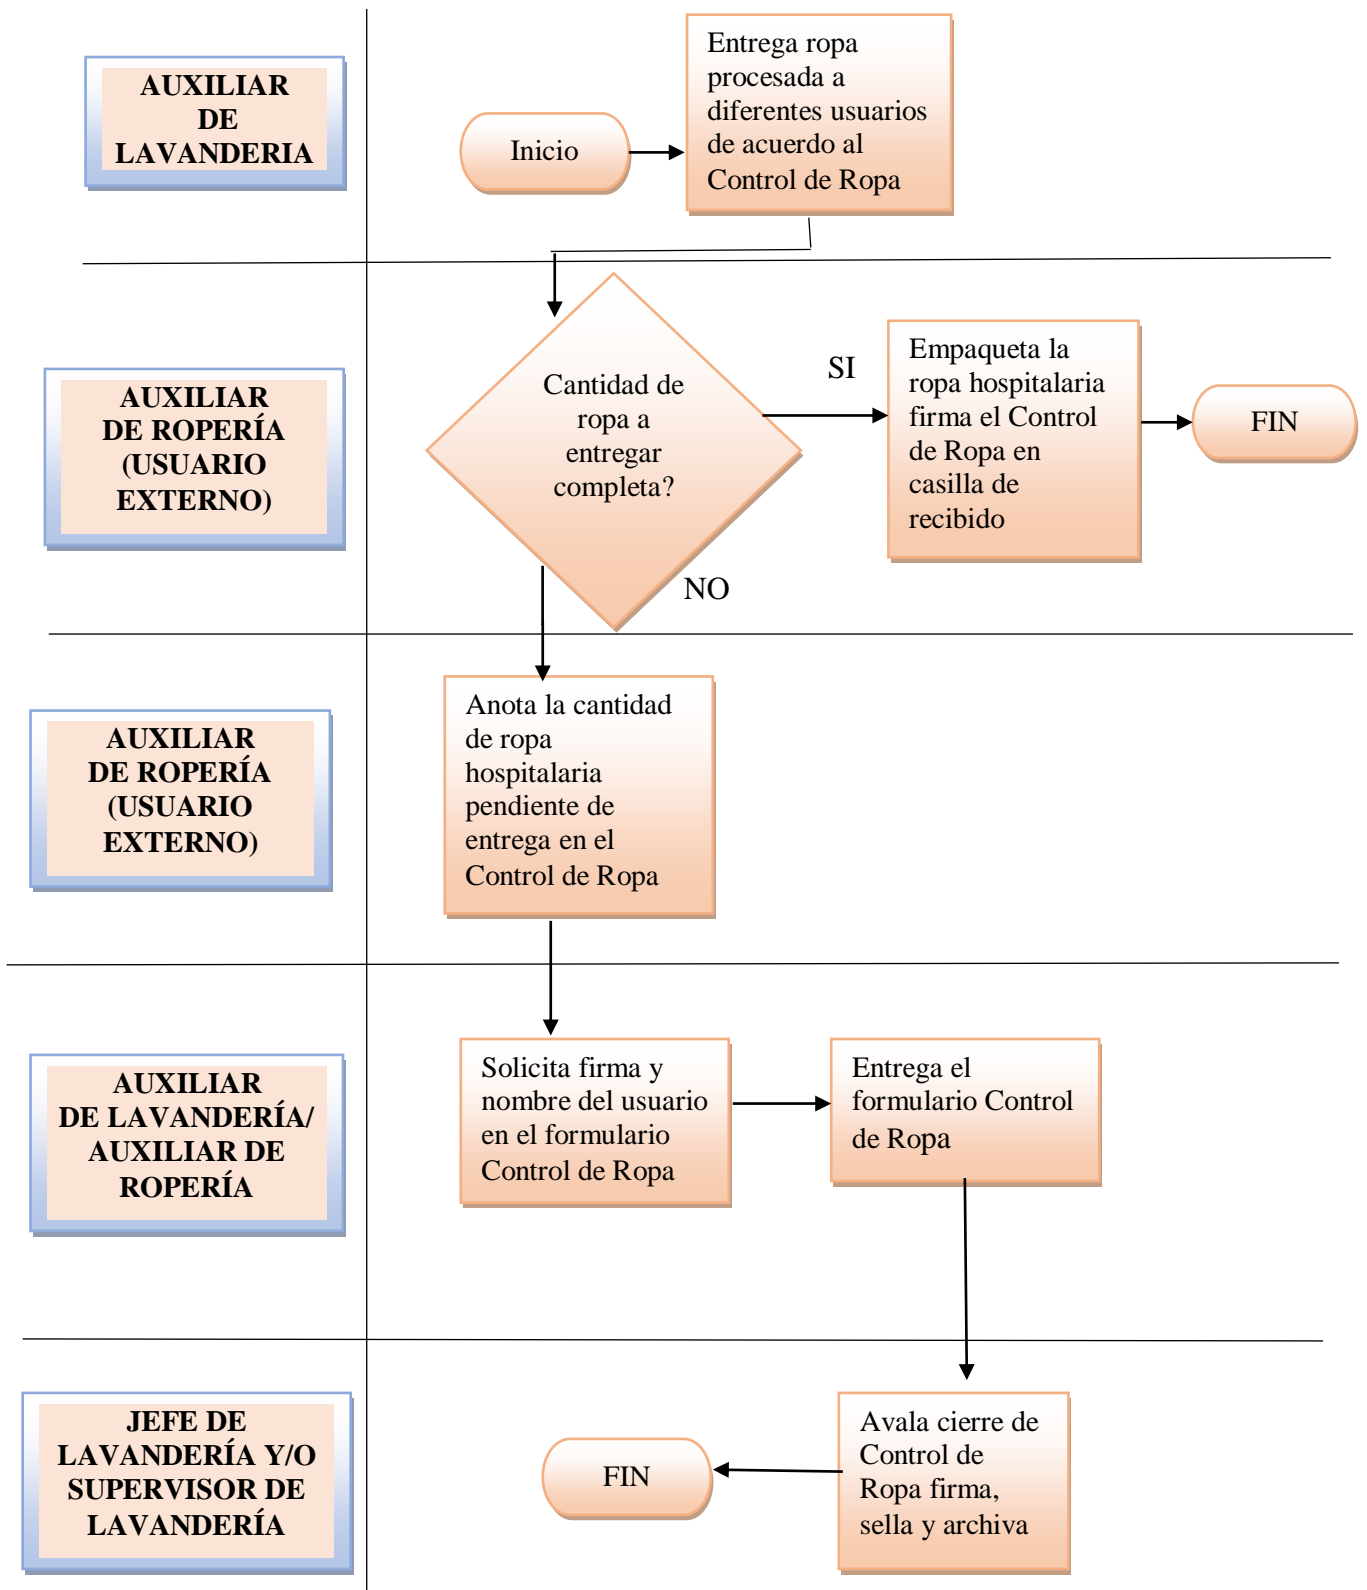 AUXILIAR
DE
LAVANDERIA
Inicio
Entrega ropa
procesada a
diferentes usuarios
de acuerdo al
Control de Ropa
AUXILIAR
DE ROPERÍA
(USUARIO
EXTERNO)
Cantidad de
ropa a
entregar
completa?
SI
Empaqueta la
ropa hospitalaria
firma el Control
de Ropa en
casilla de
recibido
FIN
NO
AUXILIAR
DE ROPERÍA
(USUARIO
EXTERNO)
Anota la cantidad
de ropa
hospitalaria
pendiente de
entrega en el
Control de Ropa
AUXILIAR
DE LAVANDERÍA/
AUXILIAR DE
ROPERÍA
Solicita firma y
nombre del usuario
en el formulario
Control de Ropa
Entrega el
formulario Control
de Ropa
JEFE DE
LAVANDERÍA Y/O
SUPERVISOR DE
LAVANDERÍA
FIN
Avala cierre de
Control de
Ropa firma,
sella y archiva